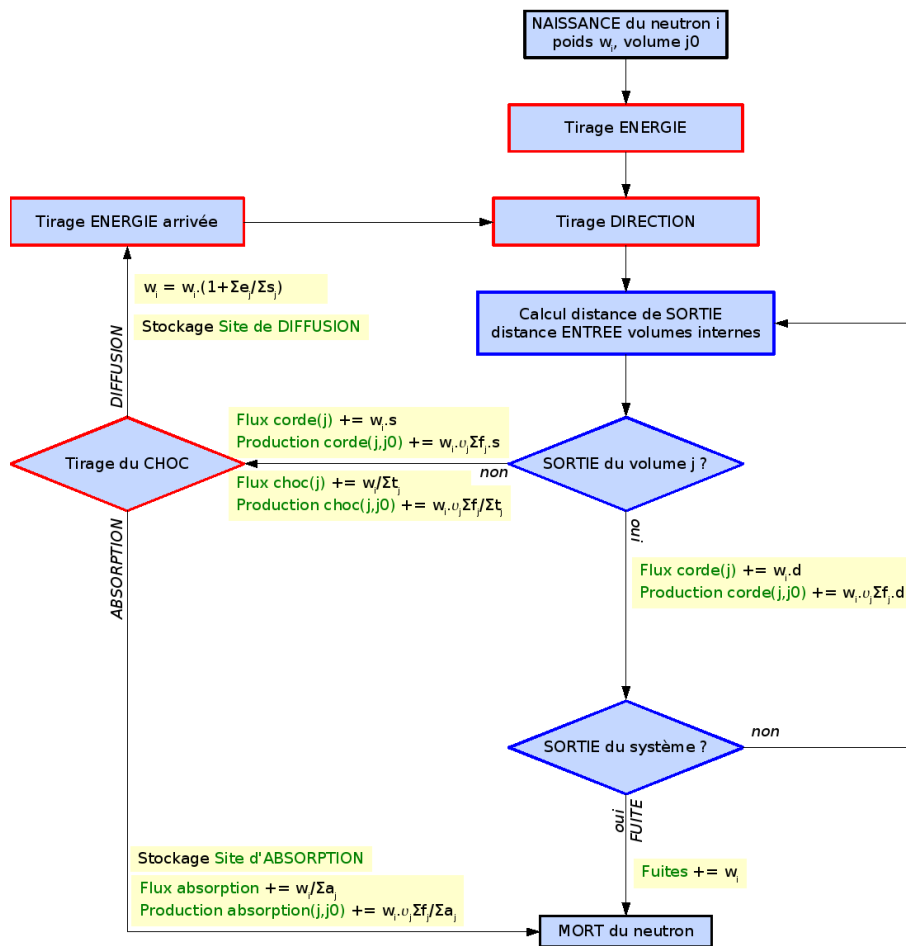 NAISSANCE du neutron i
poids wᵢ, volume j0
Tirage ENERGIE
Tirage ENERGIE arrivée
Tirage DIRECTION
wᵢ = wᵢ.(1+Σeⱼ/Σsⱼ)
Stockage Site de DIFFUSION
DIFFUSION
Calcul distance de SORTIE
distance ENTREE volumes internes
Flux corde(j) += wᵢ.s
Production corde(j,j0) += wᵢ.υⱼΣfⱼ.s
Tirage du CHOC
non
SORTIE du volume j ?
Flux choc(j) += wᵢ/Σtⱼ
Production choc(j,j0) += wᵢ.υⱼΣfⱼ/Σtⱼ
ABSORPTION
oui
Flux corde(j) += wᵢ.d
Production corde(j,j0) += wᵢ.υⱼΣfⱼ.d
SORTIE du système ?
non
oui
FUITE
Stockage Site d'ABSORPTION
Flux absorption += wᵢ/Σaⱼ
Production absorption(j,j0) += wᵢ.υⱼΣfⱼ/Σaⱼ
Fuites += wᵢ
MORT du neutron